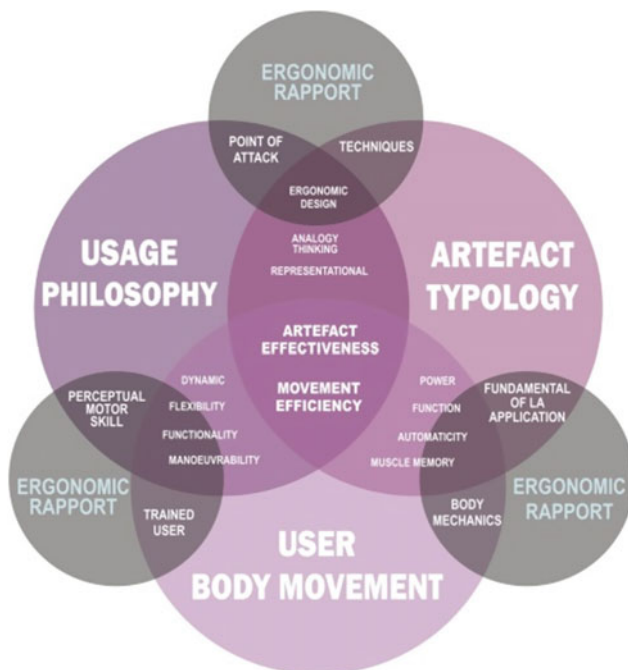 ERGONOMIC
RAPPORT
POINT OF
ATTACK
TECHNIQUES
ERGONOMIC
DESIGN
ANALOGY
THINKING
REPRESENTATIONAL
USAGE
PHILOSOPHY
ARTEFACT
TYPOLOGY
ARTEFACT
EFFECTIVENESS
MOVEMENT
EFFICIENCY
DYNAMIC
FLEXIBILITY
FUNCTIONALITY
MANOEUVRABILITY
POWER
FUNCTION
AUTOMATICITY
MUSCLE MEMORY
PERCEPTUAL
MOTOR
SKILL
FUNDAMENTAL
OF LA
APPLICATION
ERGONOMIC
RAPPORT
TRAINED
USER
BODY
MECHANICS
ERGONOMIC
RAPPORT
USER
BODY MOVEMENT